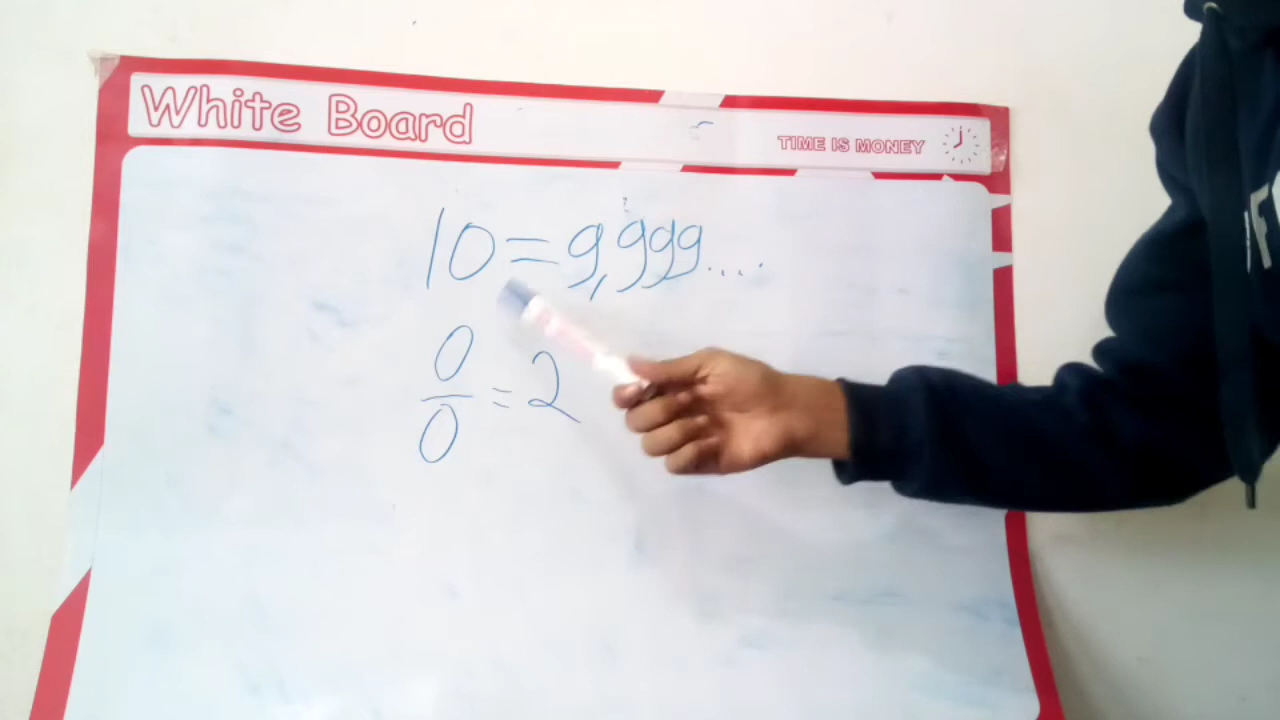 White Board
TIME IS MONEY
10 = 9,999....
0/0 = 2